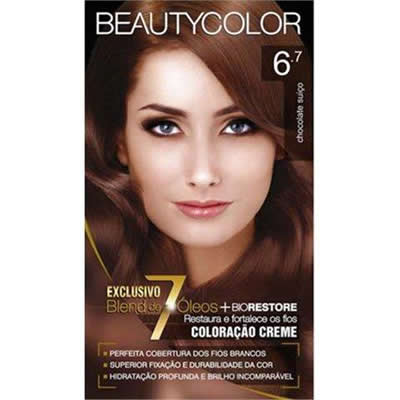 BEAUTYCOLOR
6.7
chocolate suíço
EXCLUSIVO
Blend de 7 Óleos + BIORESTORE
Restaura e fortalece os fios
COLORAÇÃO CREME
PERFEITA COBERTURA DOS FIOS BRANCOS
SUPERIOR FIXAÇÃO E DURABILIDADE DA COR
HIDRATAÇÃO PROFUNDA E BRILHO INCOMPARÁVEL